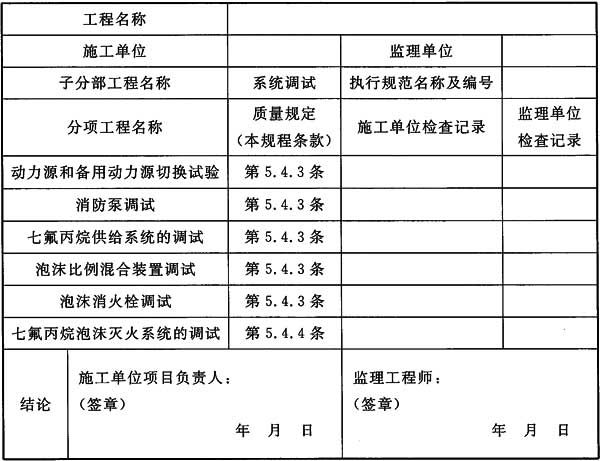 工程名称
施工单位 监理单位
子分部工程名称 系统调试 执行规范名称及编号
分项工程名称 质量规定 施工单位检查记录 监理单位
（本规程条款） 检查记录
动力源和备用动力源切换试验 第 5.4.3 条
消防泵调试 第 5.4.3 条
七氟丙烷供给系统的调试 第 5.4.3 条
泡沫比例混合装置调试 第 5.4.3 条
泡沫消火栓调试 第 5.4.3 条
七氟丙烷泡沫灭火系统的调试 第 5.4.4 条
结论 施工单位项目负责人： 监理工程师：
（签章） （签章）
年 月 日 年 月 日